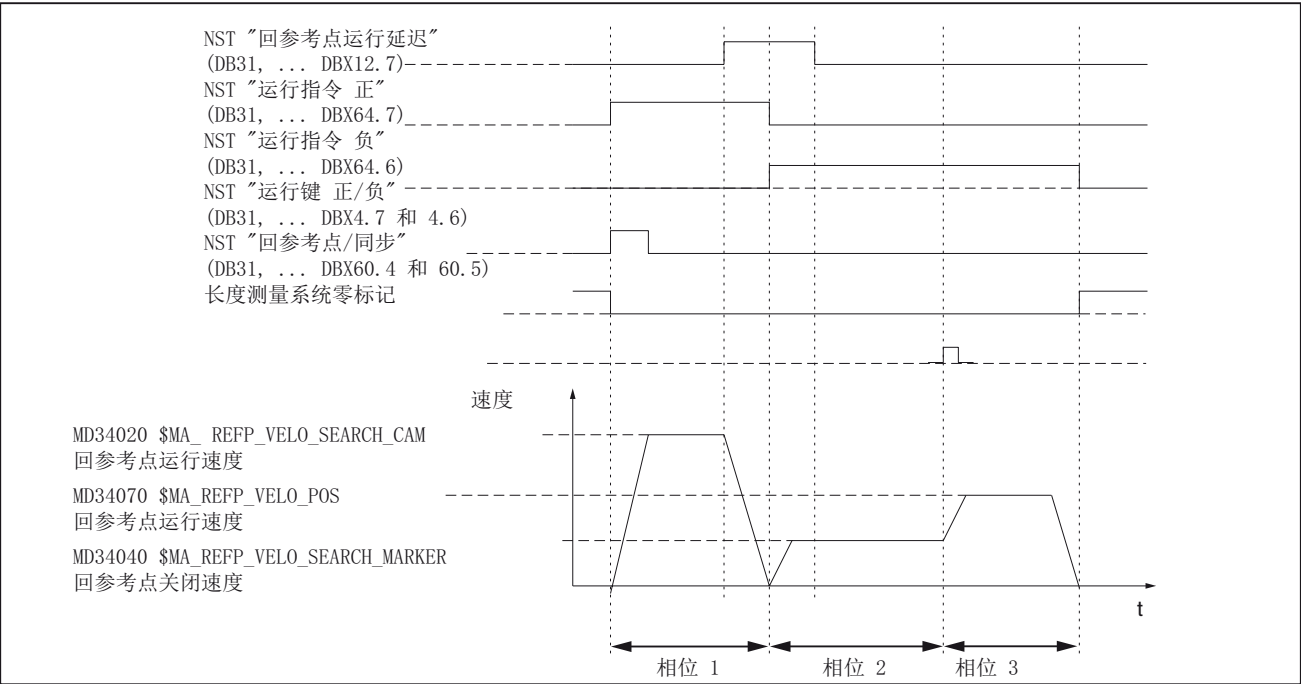 NST "回参考点运行延迟"
(DB31, ... DBX12.7)
NST "运行指令 正"
(DB31, ... DBX64.7)
NST "运行指令 负"
(DB31, ... DBX64.6)
NST "运行键 正/负"
(DB31, ... DBX4.7 和 4.6)
NST "回参考点/同步"
(DB31, ... DBX60.4 和 60.5)
长度测量系统零标记
速度
MD34020 $MA_ REFP_VELO_SEARCH_CAM
回参考点运行速度
MD34070 $MA_REFP_VELO_POS
回参考点运行速度
MD34040 $MA_REFP_VELO_SEARCH_MARKER
回参考点关闭速度
t
相位 1
相位 2
相位 3